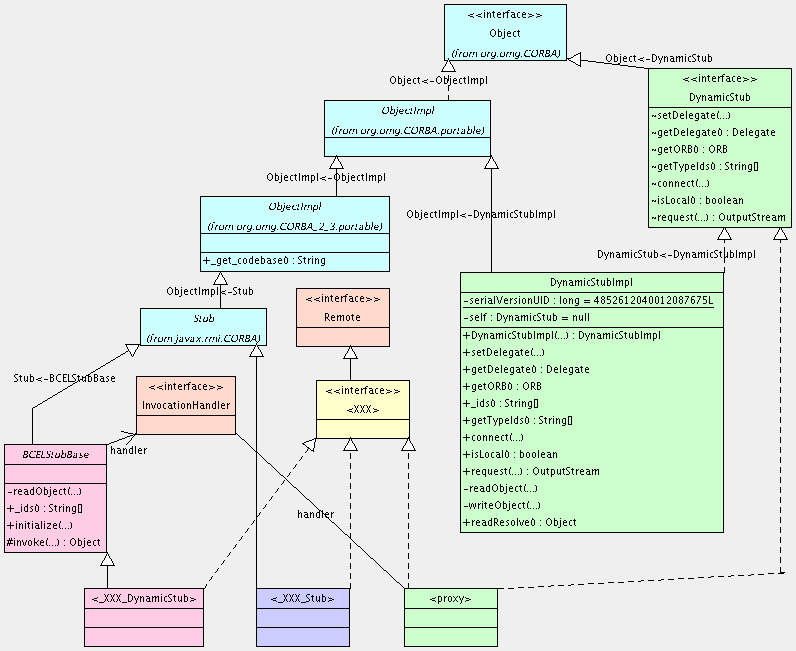 <<interface>>
Object
(from org.omg.CORBA)
Object<-DynamicStub
<<interface>>
DynamicStub
~setDelegate(...)
~getDelegate() : Delegate
~getORB() : ORB
~getTypeIds() : String[]
~connect(...)
~isLocal() : boolean
~request(...) : OutputStream
Object<-ObjectImpl
ObjectImpl
(from org.omg.CORBA.portable)
ObjectImpl<-ObjectImpl
ObjectImpl
(from org.omg.CORBA_2_3.portable)
+_get_codebase() : String
ObjectImpl<-DynamicStubImpl
DynamicStub<-DynamicStubImpl
DynamicStubImpl
-serialVersionUID : long = 4852612040012087675L
-self : DynamicStub = null
+DynamicStubImpl(...) : DynamicStubImpl
+setDelegate(...)
+getDelegate() : Delegate
+getORB() : ORB
+_ids() : String[]
+getTypeIds() : String[]
+connect(...)
+isLocal() : boolean
+request(...) : OutputStream
-readObject(...)
-writeObject(...)
+readResolve() : Object
ObjectImpl<-Stub
Stub
(from javax.rmi.CORBA)
<<interface>>
Remote
Stub<-BCELStubBase
<<interface>>
InvocationHandler
<<interface>>
<XXX>
handler
BCELStubBase
-readObject(...)
+_ids() : String[]
+initialize(...)
#invoke(...) : Object
handler
<_XXX_DynamicStub>
<_XXX_Stub>
<proxy>